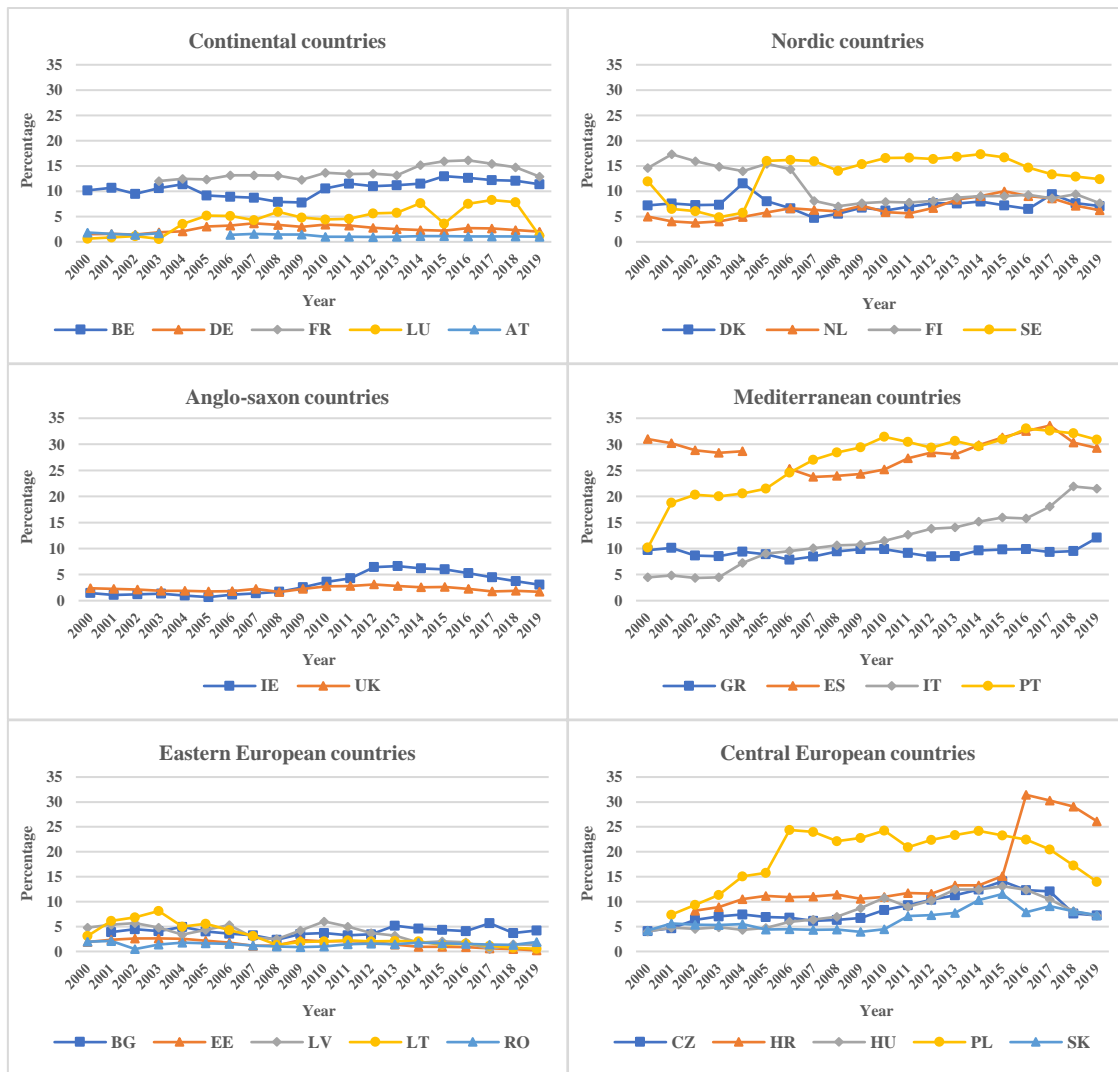 Continental countries
Percentage
35
30
25
20
15
10
5
0
2000 2001 2002 2003 2004 2005 2006 2007 2008 2009 2010 2011 2012 2013 2014 2015 2016 2017 2018 2019
Year
BE DE FR LU AT
Nordic countries
Percentage
35
30
25
20
15
10
5
0
2000 2001 2002 2003 2004 2005 2006 2007 2008 2009 2010 2011 2012 2013 2014 2015 2016 2017 2018 2019
Year
DK NL FI SE
Anglo-saxon countries
Percentage
35
30
25
20
15
10
5
0
2000 2001 2002 2003 2004 2005 2006 2007 2008 2009 2010 2011 2012 2013 2014 2015 2016 2017 2018 2019
Year
IE UK
Mediterranean countries
Percentage
35
30
25
20
15
10
5
0
2000 2001 2002 2003 2004 2005 2006 2007 2008 2009 2010 2011 2012 2013 2014 2015 2016 2017 2018 2019
Year
GR ES IT PT
Eastern European countries
Percentage
35
30
25
20
15
10
5
0
2000 2001 2002 2003 2004 2005 2006 2007 2008 2009 2010 2011 2012 2013 2014 2015 2016 2017 2018 2019
Year
BG EE LV LT RO
Central European countries
Percentage
35
30
25
20
15
10
5
0
2000 2001 2002 2003 2004 2005 2006 2007 2008 2009 2010 2011 2012 2013 2014 2015 2016 2017 2018 2019
Year
CZ HR HU PL SK